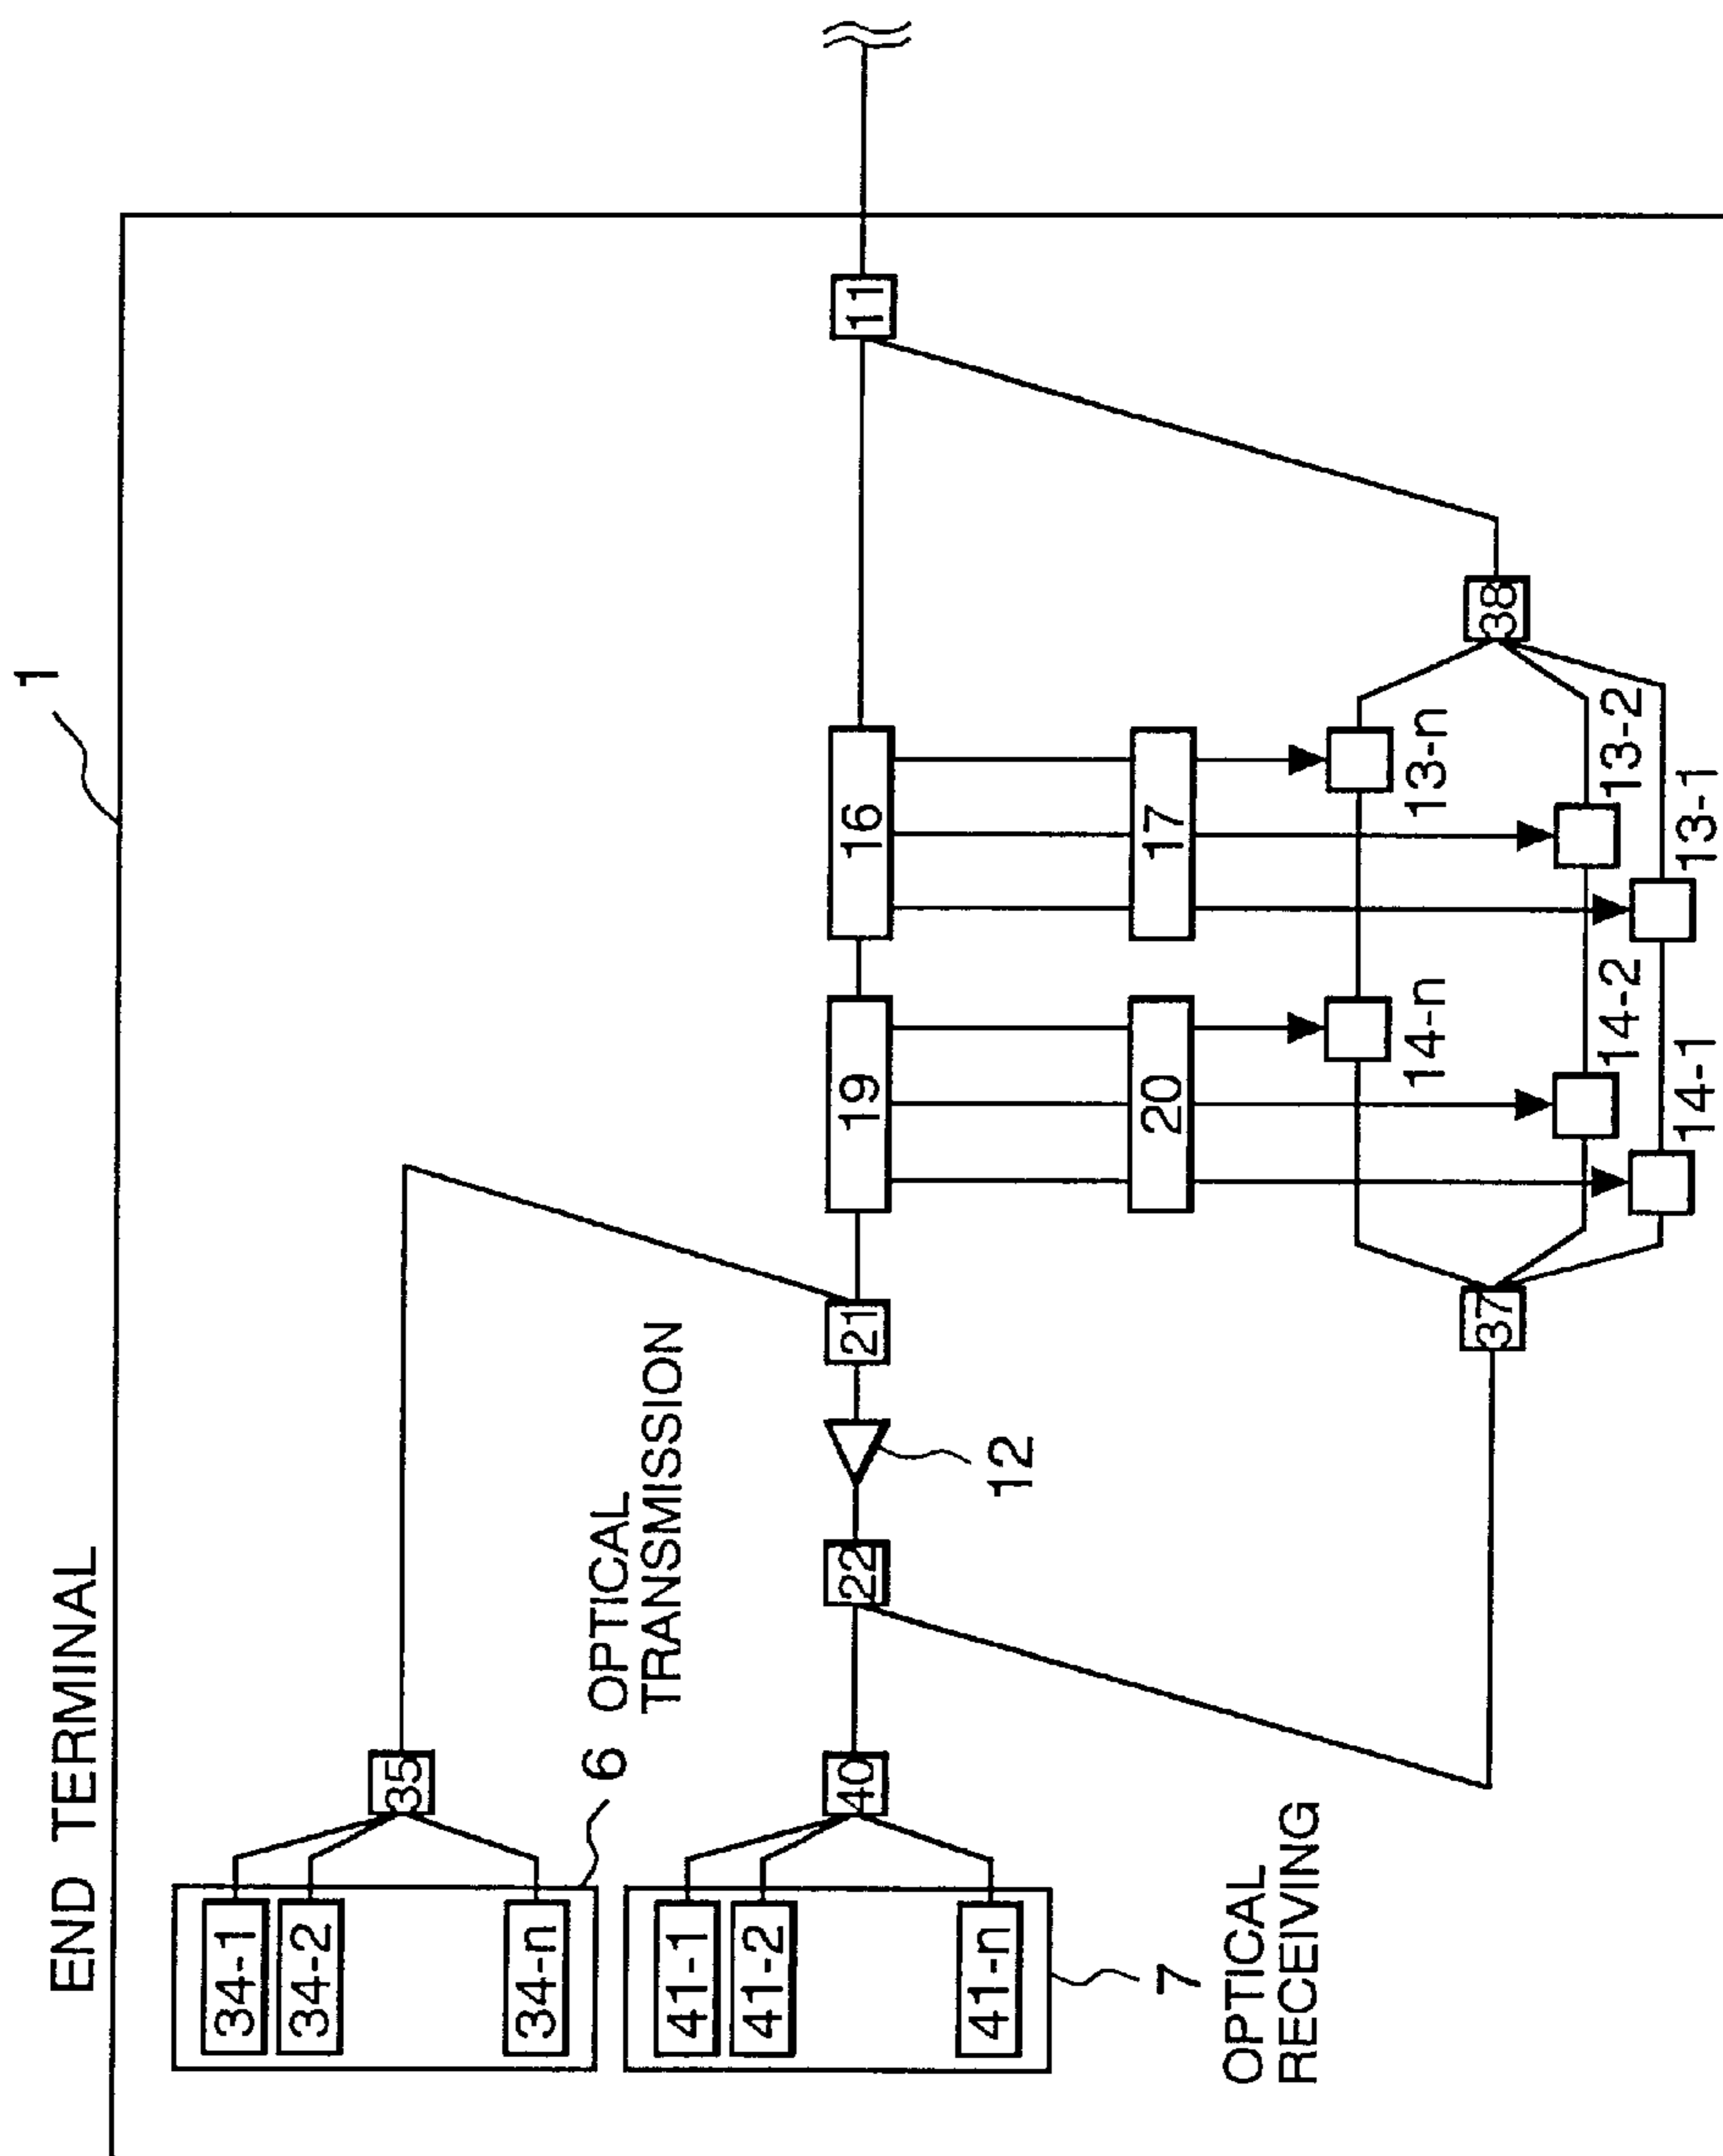 END TERMINAL
1
34-1
34-2
34-n
35
6
OPTICAL
TRANSMISSION
41-1
41-2
41-n
40
22
12
21
19
16
11
7
OPTICAL
RECEIVING
20
17
37
14-n
13-n
38
14-2
13-2
14-1
13-1